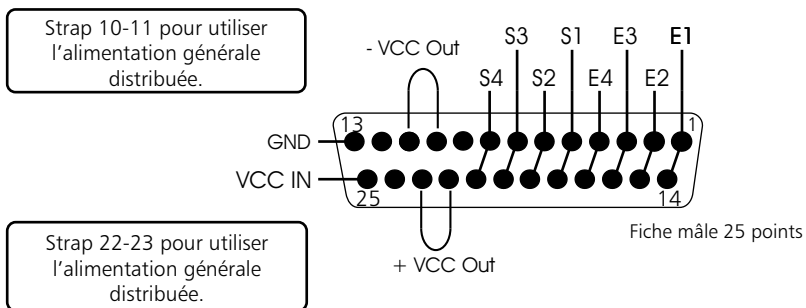 Strap 10-11 pour utiliser
l'alimentation générale
distribuée.
- VCC Out
S3 S1 E3 E1
S4 S2 E4 E2
13 1
GND
VCC IN
25 14
Strap 22-23 pour utiliser
l'alimentation générale
distribuée.
+ VCC Out
Fiche mâle 25 points